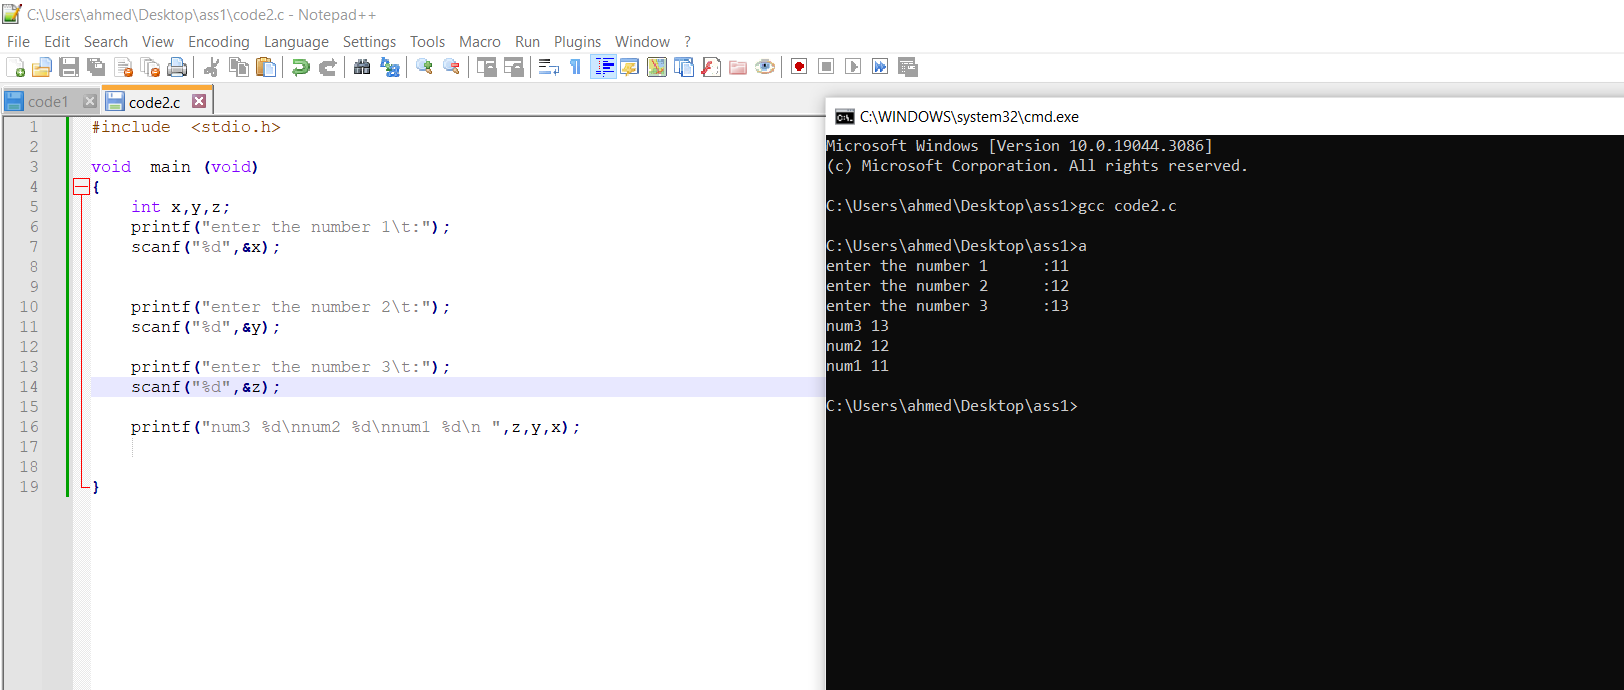 C:\Users\ahmed\Desktop\ass1\code2.c - Notepad++
File Edit Search View Encoding Language Settings Tools Macro Run Plugins Window ?
code1 code2.c
1 #include  <stdio.h>
2
3 void  main (void)
4 {
5     int x,y,z;
6     printf("enter the number 1\t:");
7     scanf("%d",&x);
8
9
10     printf("enter the number 2\t:");
11     scanf("%d",&y);
12
13     printf("enter the number 3\t:");
14     scanf("%d",&z);
15
16     printf("num3 %d\nnum2 %d\nnum1 %d\n ",z,y,x);
17
18
19 }
C:\WINDOWS\system32\cmd.exe
Microsoft Windows [Version 10.0.19044.3086]
(c) Microsoft Corporation. All rights reserved.
C:\Users\ahmed\Desktop\ass1>gcc code2.c
C:\Users\ahmed\Desktop\ass1>a
enter the number 1      :11
enter the number 2      :12
enter the number 3      :13
num3 13
num2 12
num1 11
C:\Users\ahmed\Desktop\ass1>